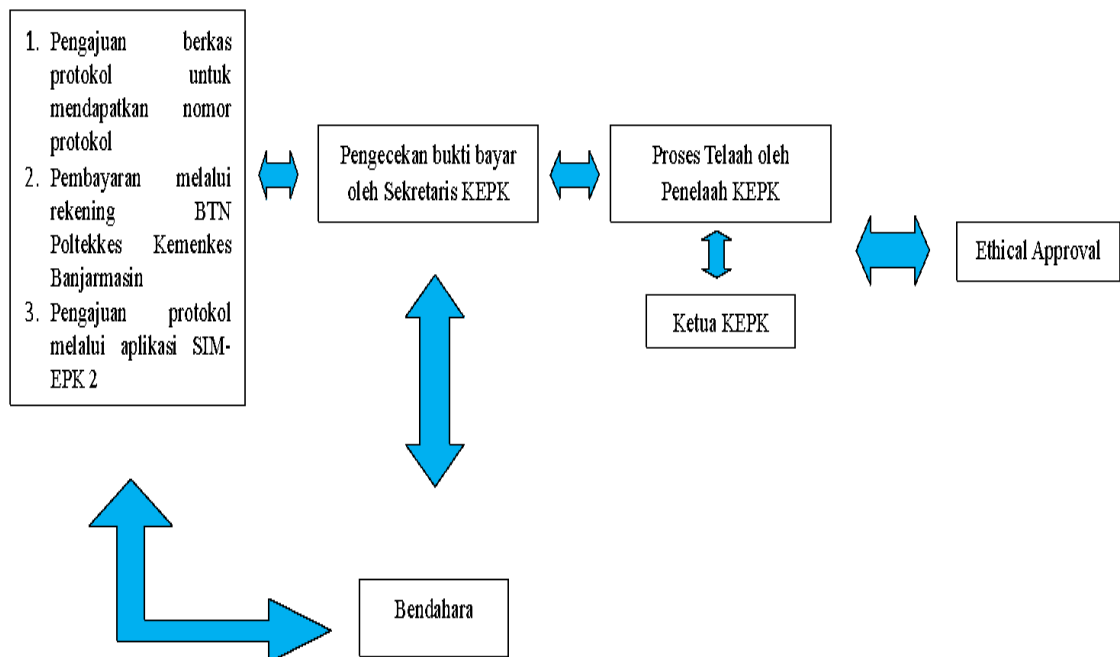 1. Pengajuan berkas
protokol untuk
mendapatkan nomor
protokol
2. Pembayaran melalui
rekening BTN
Poltekkes Kemenkes
Banjarmasin
3. Pengajuan protokol
melalui aplikasi SIM-
EPK 2
Pengecekan bukti bayar
oleh Sekretaris KEPK
Proses Telaah oleh
Penelaah KEPK
Ketua KEPK
Ethical Approval
Bendahara